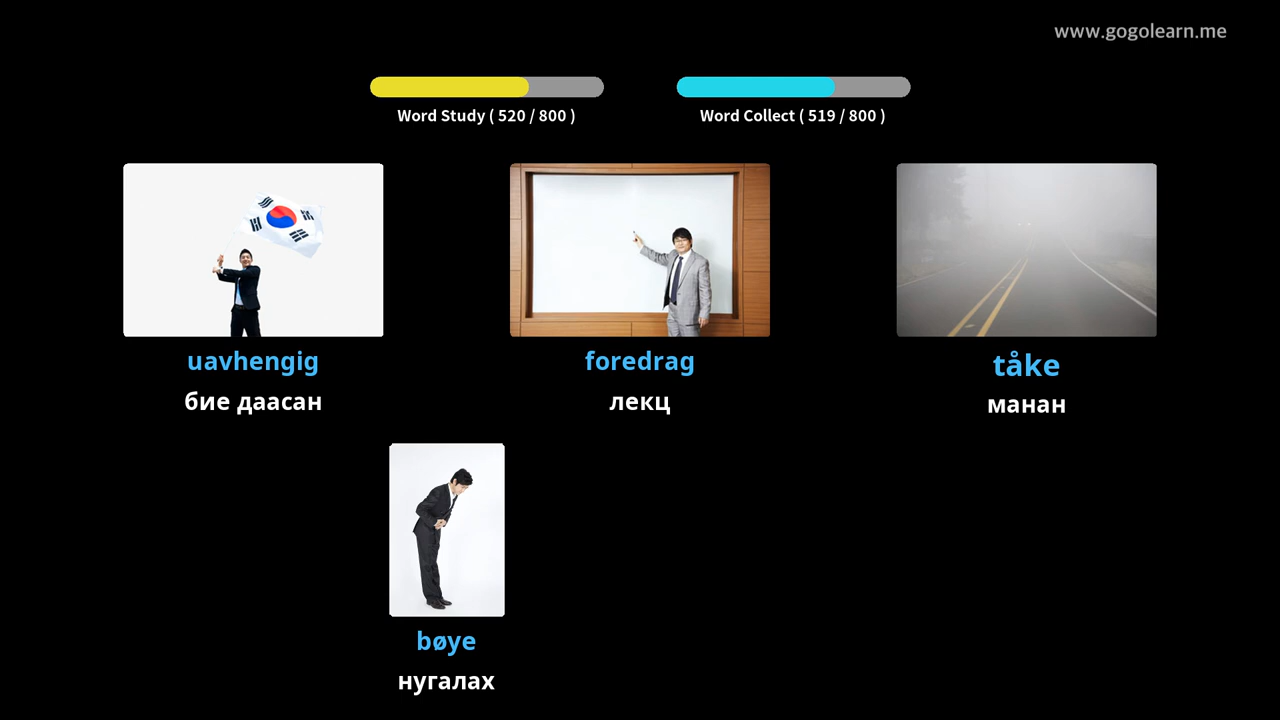 www.gogolearn.me
Word Study ( 520 / 800 )
Word Collect ( 519 / 800 )
uavhengig
бие даасан
foredrag
лекц
tåke
манан
bøye
нугалах